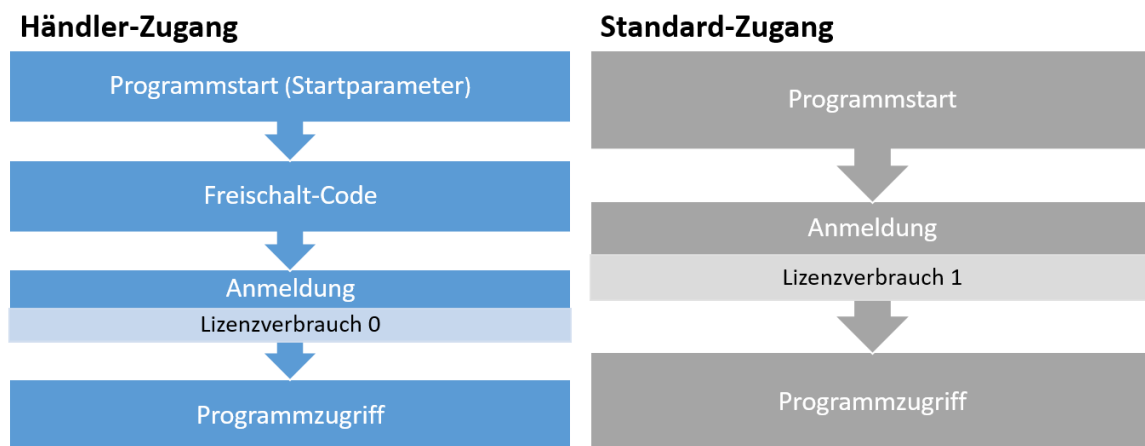 Händler-Zugang
Programmstart (Startparameter)
Freischalt-Code
Anmeldung
Lizenzverbrauch 0
Programmzugriff
Standard-Zugang
Programmstart
Anmeldung
Lizenzverbrauch 1
Programmzugriff